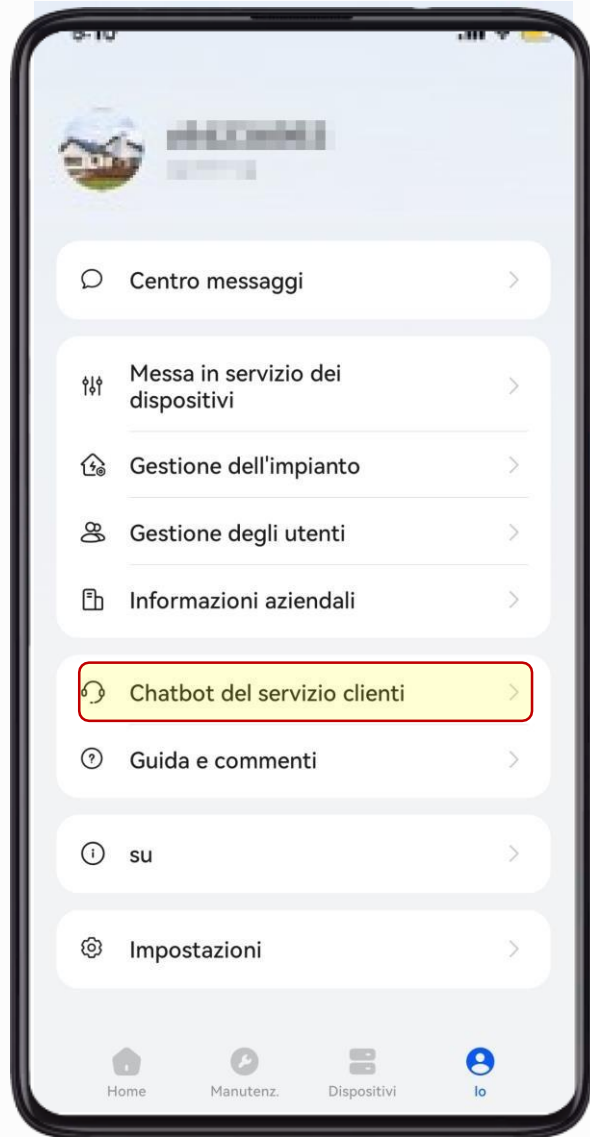 Centro messaggi
Messa in servizio dei
dispositivi
Gestione dell'impianto
Gestione degli utenti
Informazioni aziendali
Chatbot del servizio clienti
Guida e commenti
su
Impostazioni
Home
Manutenz.
Dispositivi
Io